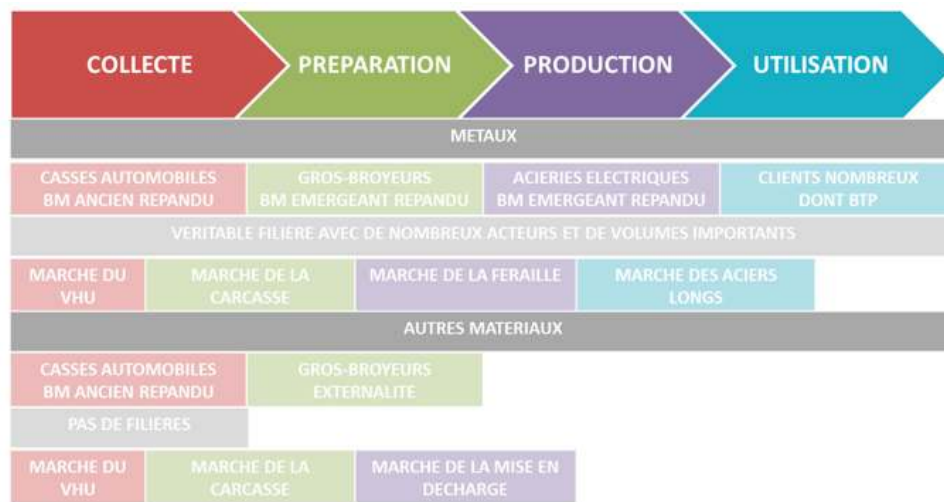 COLLECTE
PREPARATION
PRODUCTION
UTILISATION
METAUX
CASSES AUTOMOBILES
BM ANCIEN REPANDU
GROS-BROYEURS
BM EMERGEANT REPANDU
ACIERIES ELECTRIQUES
BM EMERGEANT REPANDU
CLIENTS NOMBREUX
DONT BTP
VERITABLE FILIERE AVEC DE NOMBREUX ACTEURS ET DE VOLUMES IMPORTANTS
MARCHE DU
VHU
MARCHE DE LA
CARCASSE
MARCHE DE LA FERAILLE
MARCHE DES ACIERS
LONGS
AUTRES MATERIAUX
CASSES AUTOMOBILES
BM ANCIEN REPANDU
GROS-BROYEURS
EXTERNALITE
PAS DE FILIERES
MARCHE DU
VHU
MARCHE DE LA
CARCASSE
MARCHE DE LA MISE EN
DECHARGE